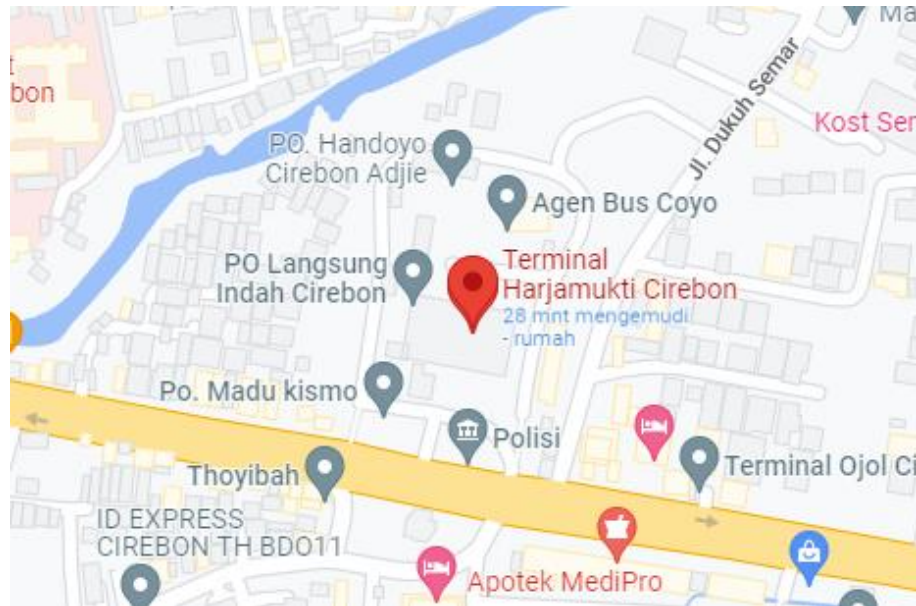 Ma
t
bon
Jl. Dukuh Semar
Kost Ser
PO. Handoyo
Cirebon Adjie
Agen Bus Coyo
PO Langsung
Indah Cirebon
Terminal
Harjamukti Cirebon
28 mnt mengemudi
- rumah
Po. Madu kismo
Polisi
Thoyibah
Terminal Ojol Ci
ID EXPRESS
CIREBON TH BDO11
Apotek MediPro